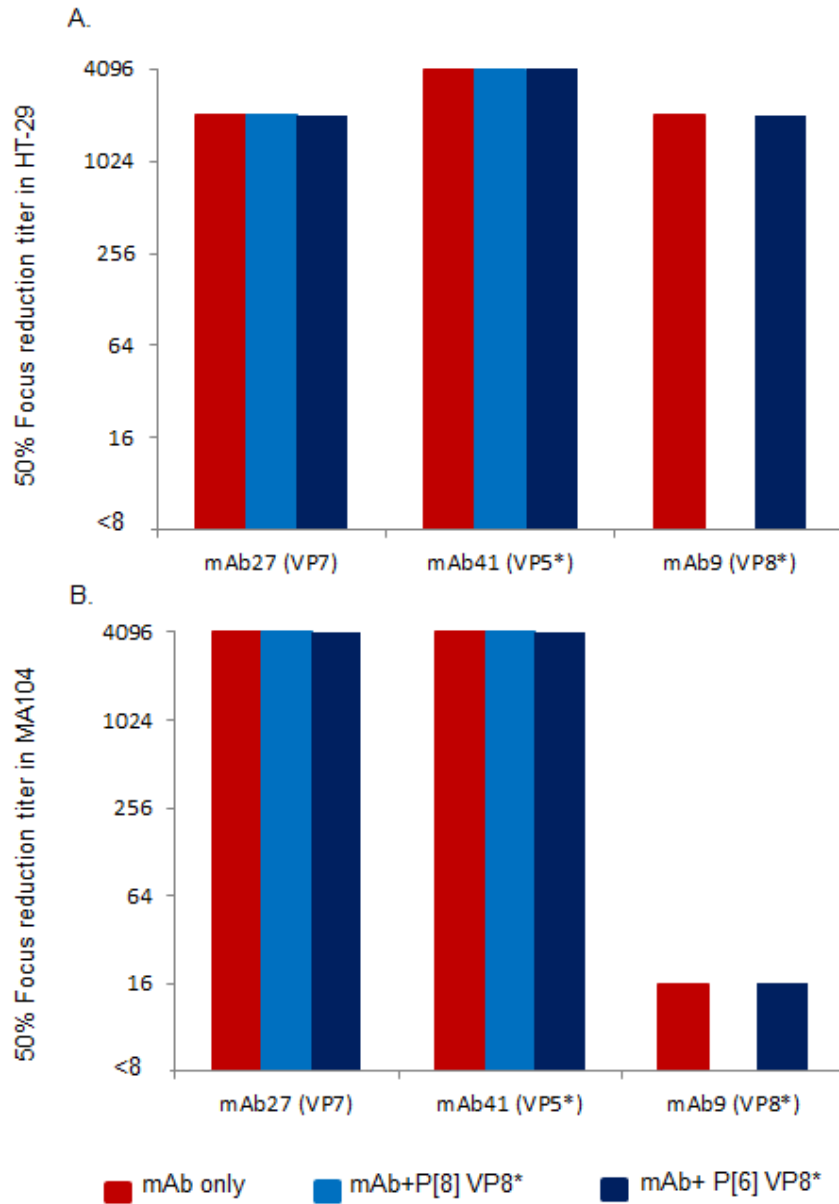 A.
50% Focus reduction titer in HT-29
4096
1024
256
64
16
<8
mAb27 (VP7) mAb41 (VP5*) mAb9 (VP8*)
B.
50% Focus reduction titer in MA104
4096
1024
256
64
16
<8
mAb27 (VP7) mAb41 (VP5*) mAb9 (VP8*)
mAb only mAb+P[8] VP8* mAb+ P[6] VP8*